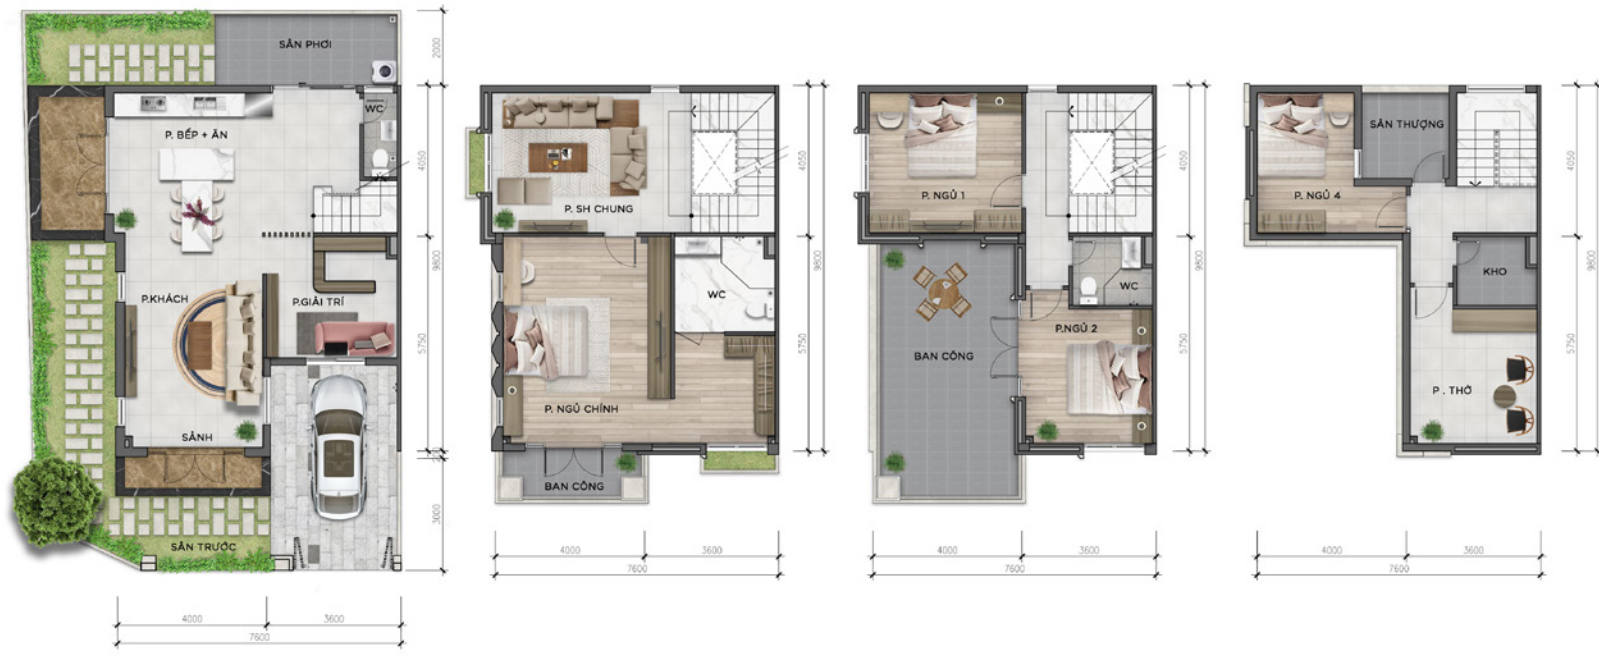 SÂN PHƠI
2000
WC
P. BẾP + ĂN
4050
9800
P.KHÁCH
P.GIẢI TRÍ
5750
SẢNH
3000
SÂN TRƯỚC
4000
3600
7600
P. SH CHUNG
4050
9800
WC
5750
P. NGỦ CHÍNH
BAN CÔNG
4000
3600
7600
P. NGỦ 1
4050
9800
WC
P.NGỦ 2
5750
BAN CÔNG
4000
3600
7600
SÂN THƯỢNG
4050
P. NGỦ 4
9800
KHO
5750
P . THỜ
4000
3600
7600